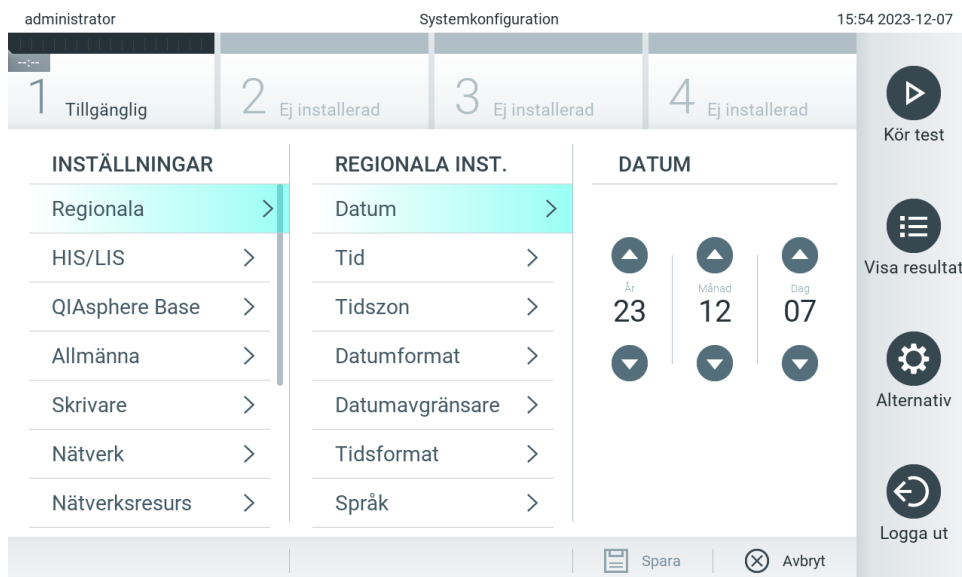 administrator Systemkonfiguration 15:54 2023-12-07
--:--
1 Tillgänglig
2 Ej installerad
3 Ej installerad
4 Ej installerad
Kör test
Visa resultat
Alternativ
Logga ut
INSTÄLLNINGAR
Regionala
HIS/LIS
QIAsphere Base
Allmänna
Skrivare
Nätverk
Nätverksresurs
REGIONALA INST.
Datum
Tid
Tidszon
Datumformat
Datumavgränsare
Tidsformat
Språk
DATUM
År Månad Dag
23 12 07
Spara Avbryt